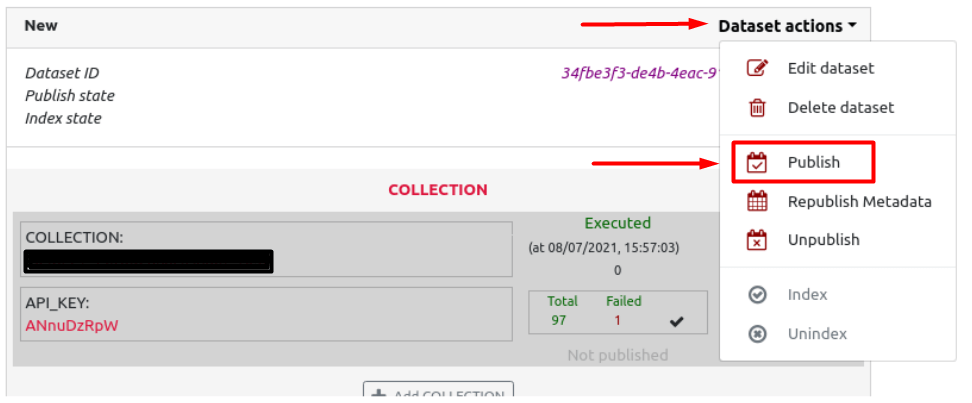 New
Dataset actions
Dataset ID
34fbe3f3-de4b-4eac-9
Publish state
Index state
Edit dataset
Delete dataset
Publish
Republish Metadata
Unpublish
Index
Unindex
COLLECTION
COLLECTION:
API_KEY:
ANnuDzRpW
Executed
(at 08/07/2021, 15:57:03)
0
Total Failed
97 1
Not published
Add COLLECTION